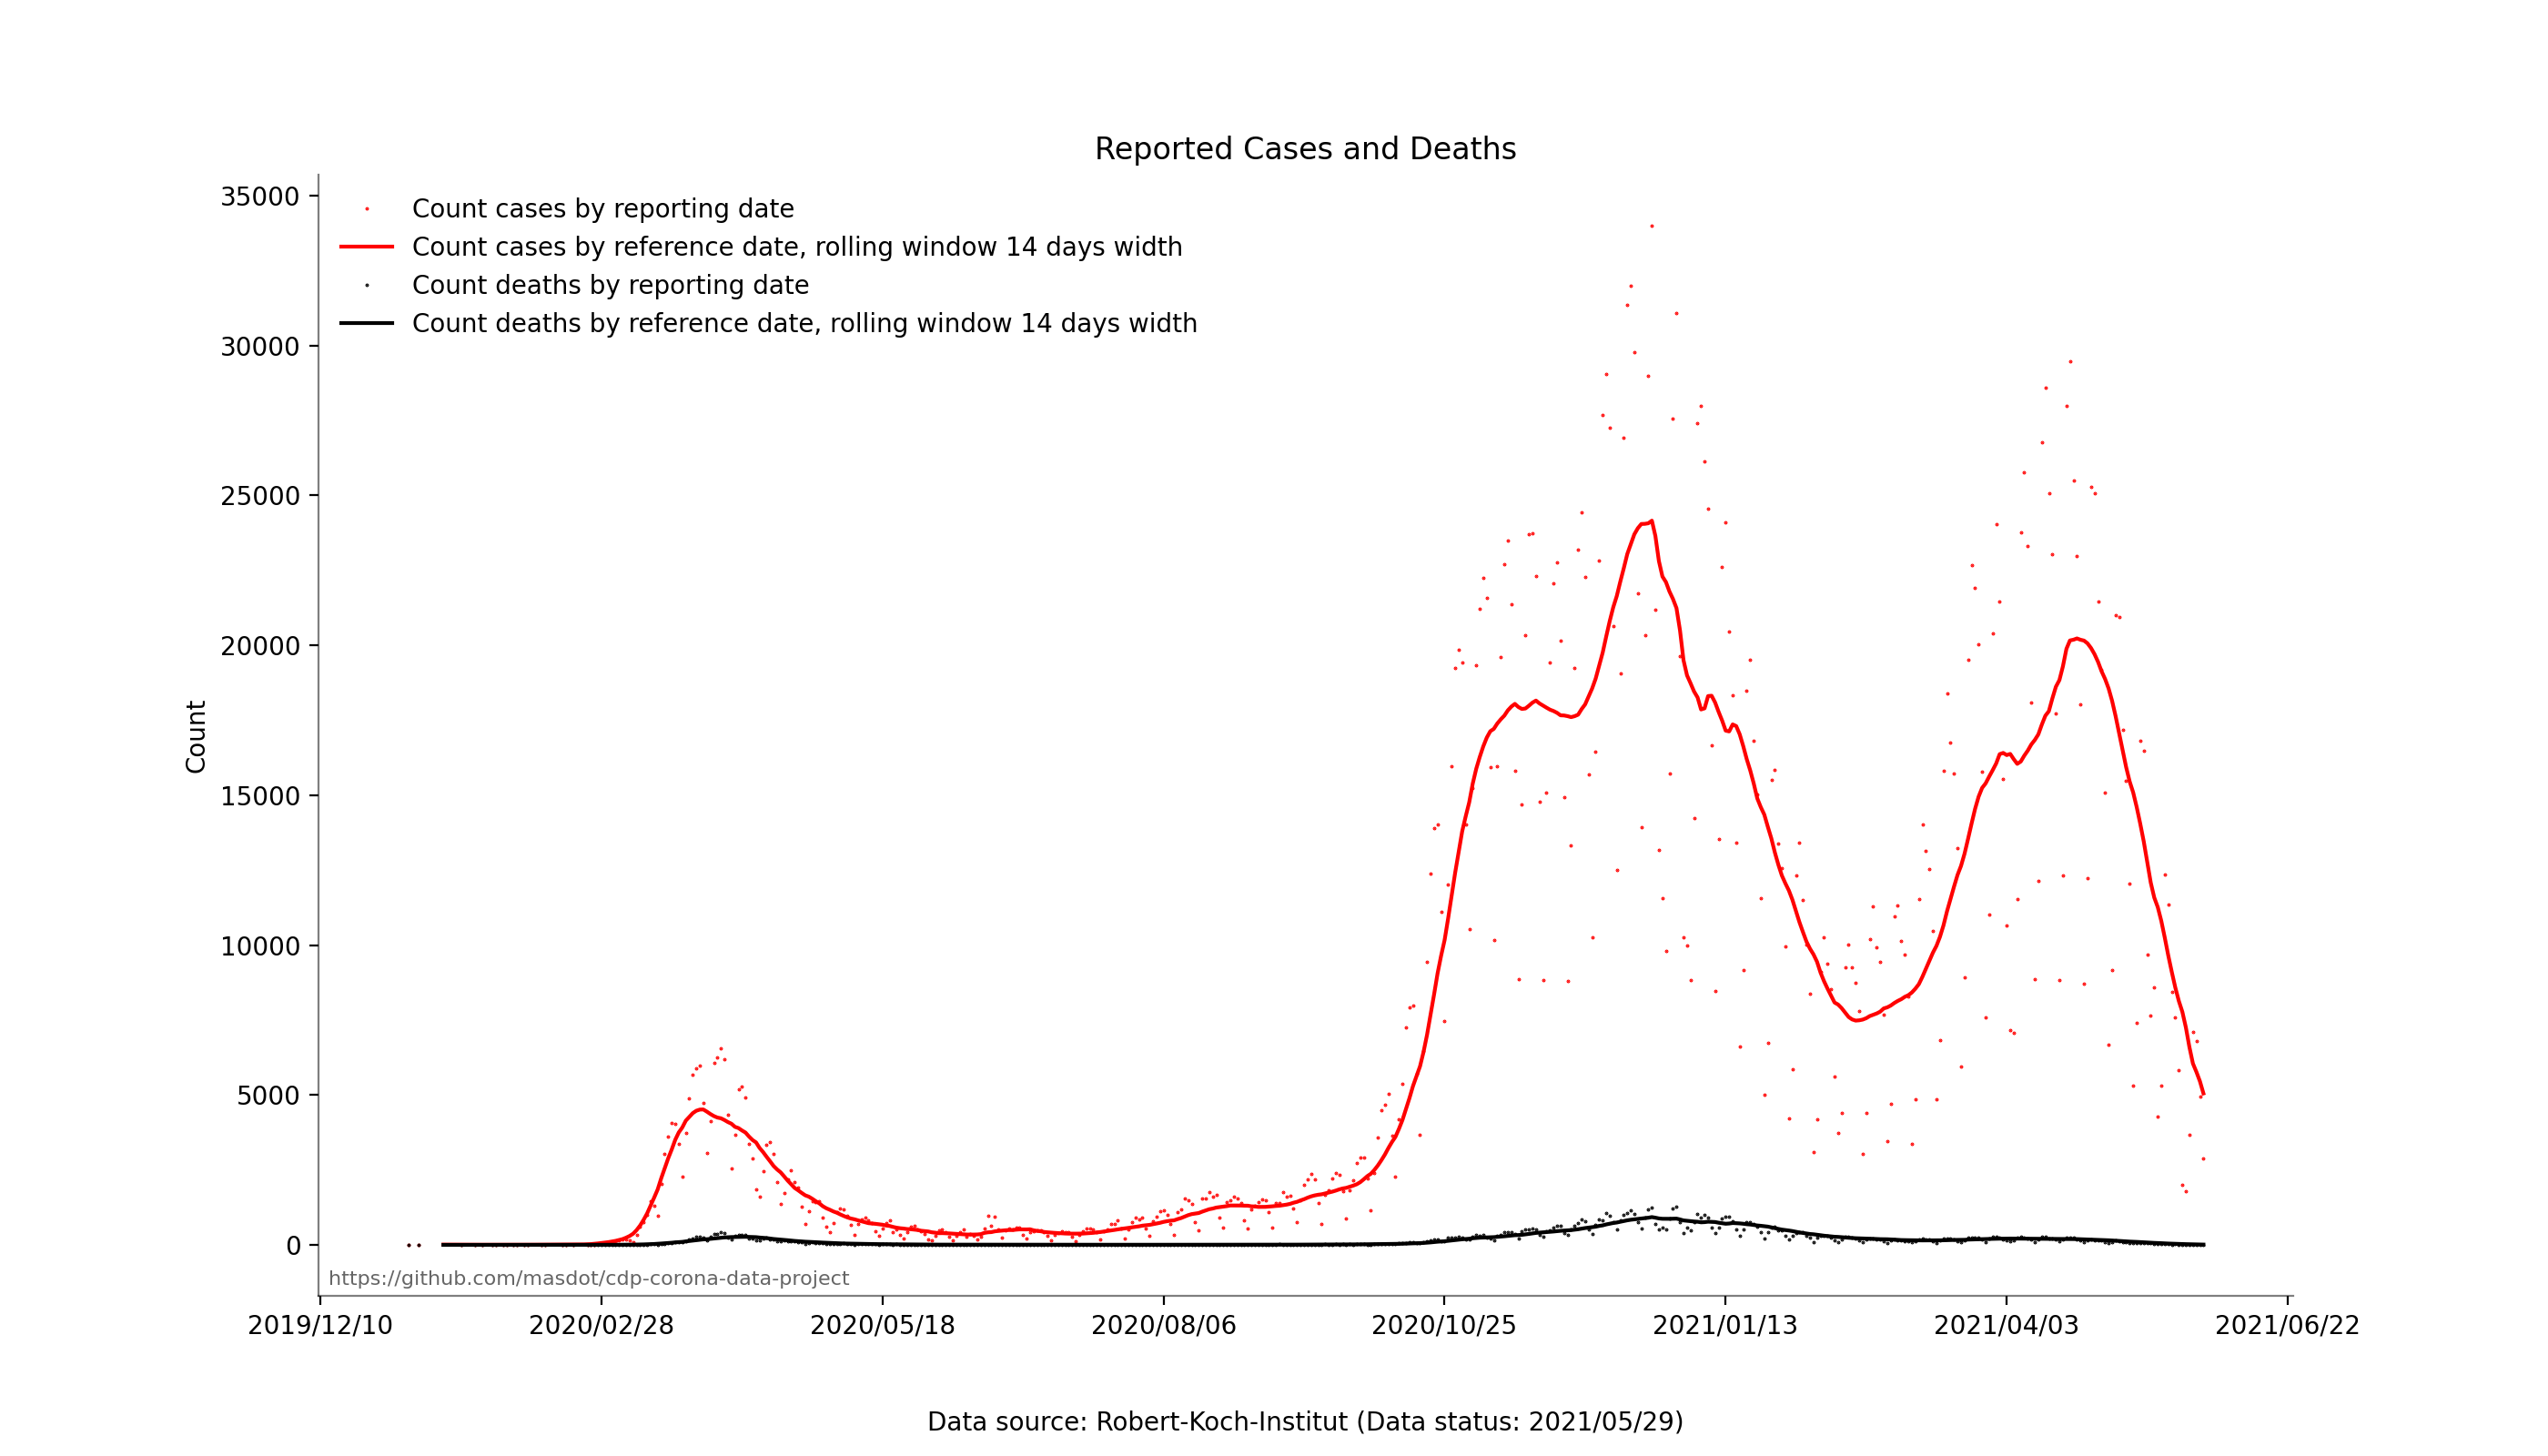 Reported Cases and Deaths
35000
30000
25000
20000
15000
10000
5000
0
Count
Count cases by reporting date
Count cases by reference date, rolling window 14 days width
Count deaths by reporting date
Count deaths by reference date, rolling window 14 days width
https://github.com/masdot/cdp-corona-data-project
2019/12/10 2020/02/28 2020/05/18 2020/08/06 2020/10/25 2021/01/13 2021/04/03 2021/06/22
Data source: Robert-Koch-Institut (Data status: 2021/05/29)